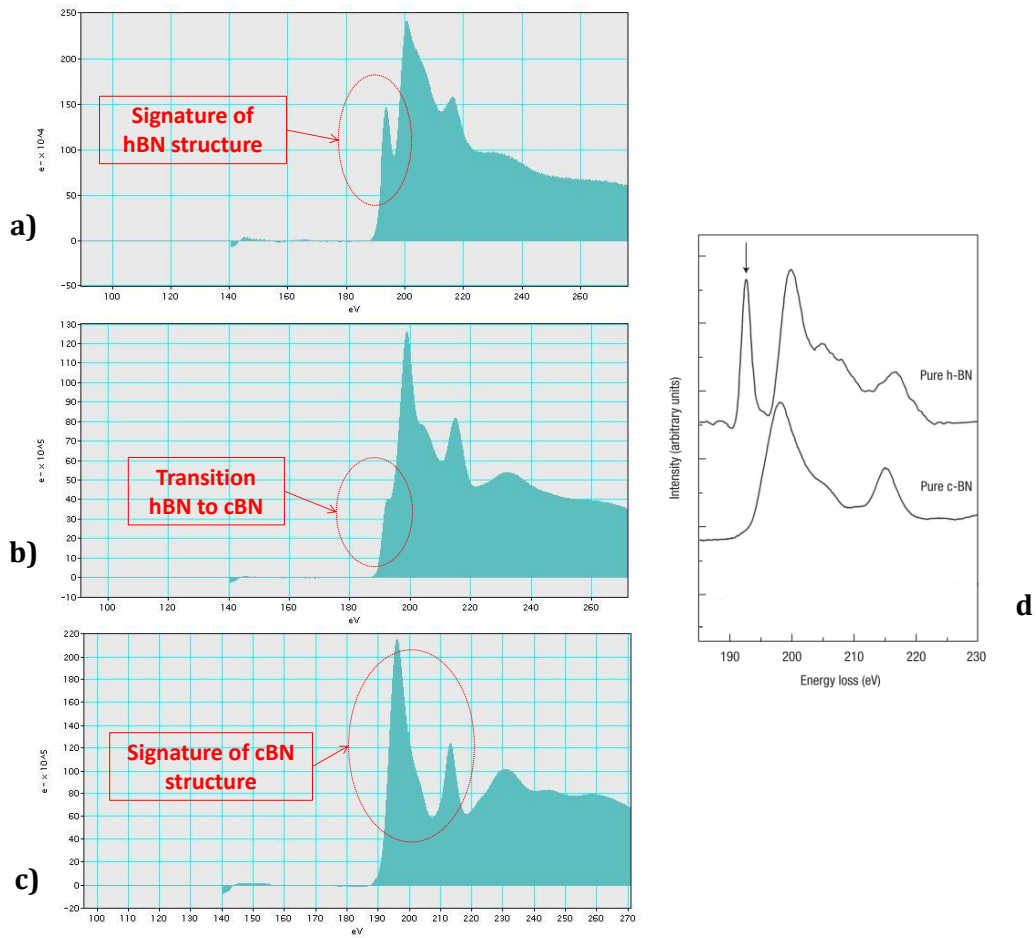 a)
250
200
150
100
50
0
-50
e- × 10^4
Signature of
hBN structure
100 120 140 160 180 200 220 240 260
eV
b)
130
120
110
100
90
80
70
60
50
40
30
20
10
0
-10
e- × 10^5
Transition
hBN to cBN
100 120 140 160 180 200 220 240 260
eV
c)
220
200
180
160
140
120
100
80
60
40
20
0
-20
e- × 10^5
Signature of cBN
structure
100 110 120 130 140 150 160 170 180 190 200 210 220 230 240 250 260 270
eV
Intensity (arbitrary units)
Pure h-BN
Pure c-BN
190 200 210 220 230
Energy loss (eV)
d